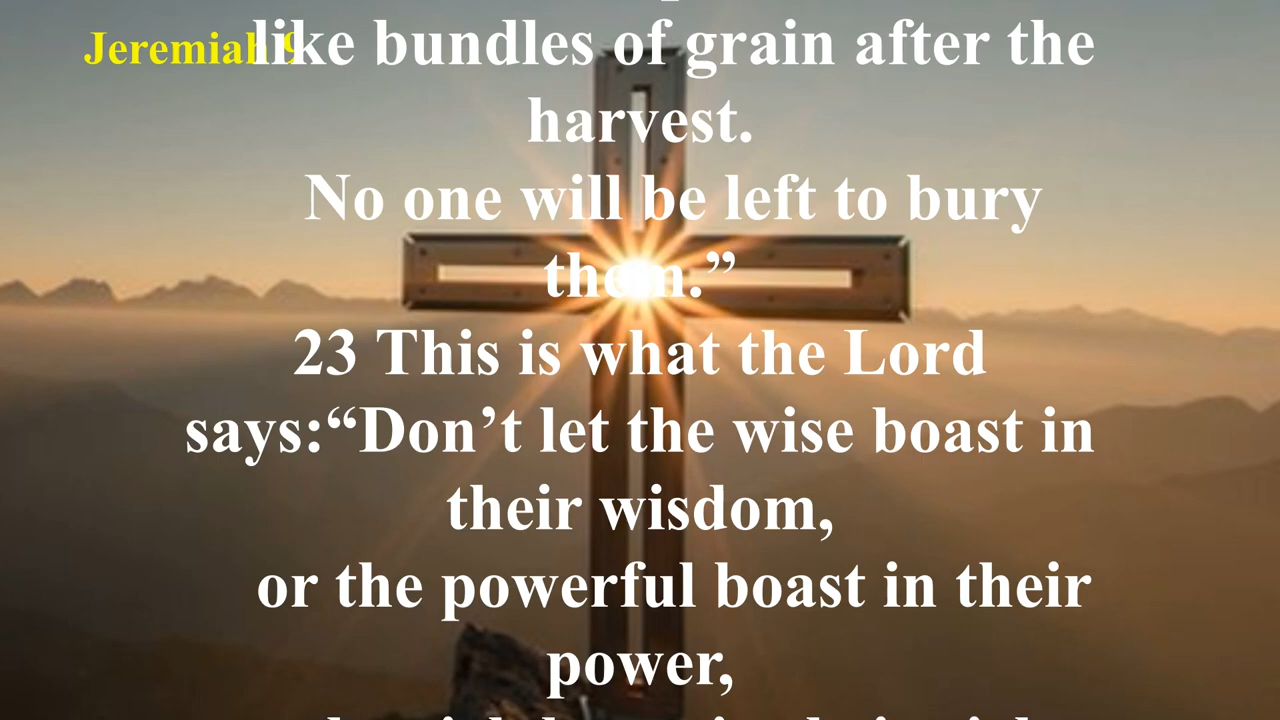 Jeremiah 9
like bundles of grain after the
harvest.
No one will be left to bury
them.”
23 This is what the Lord
says:“Don’t let the wise boast in
their wisdom,
or the powerful boast in their
power,